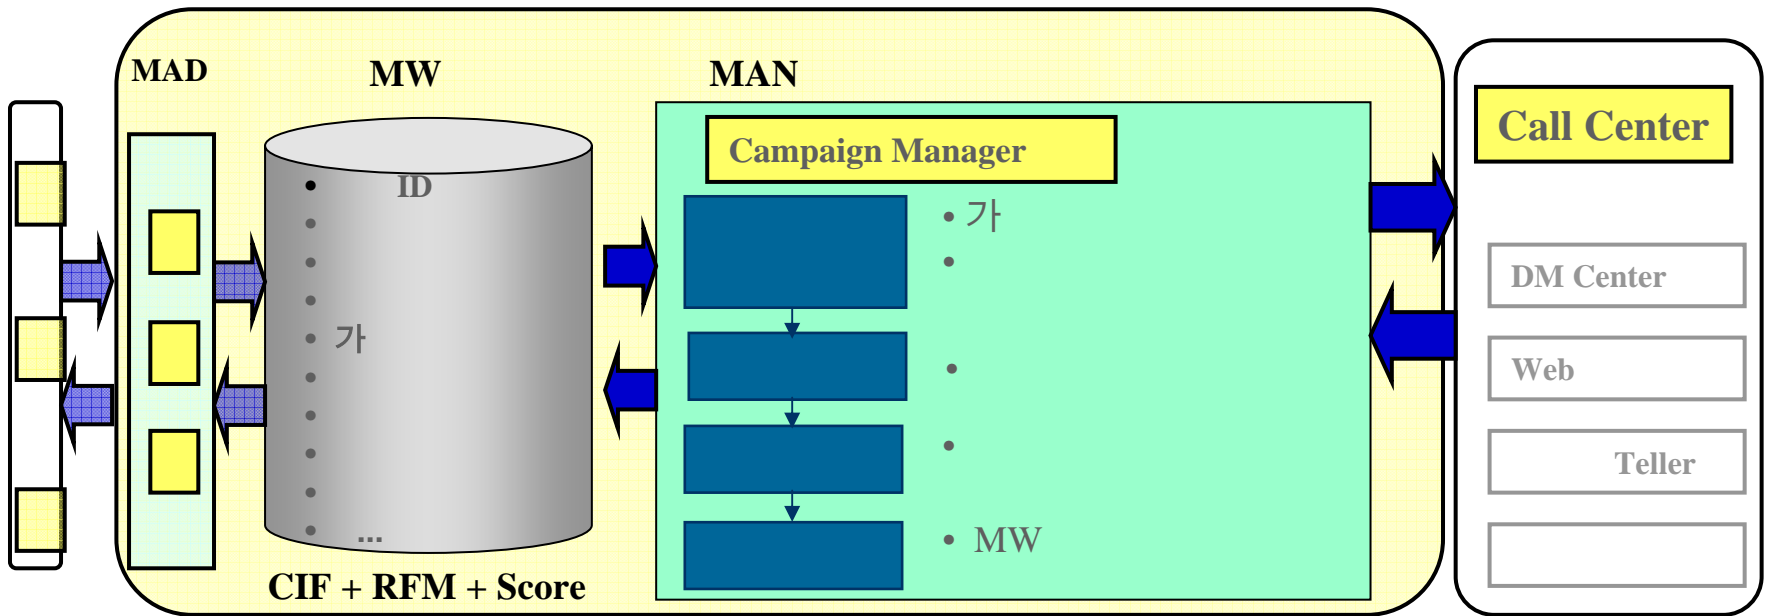 MAD
MW
MAN
Campaign Manager
Call Center
• ID
•
•
•
• 가
•
•
•
•
• ...
• 가
•
•
•
• MW
DM Center
Web
Teller
CIF + RFM + Score